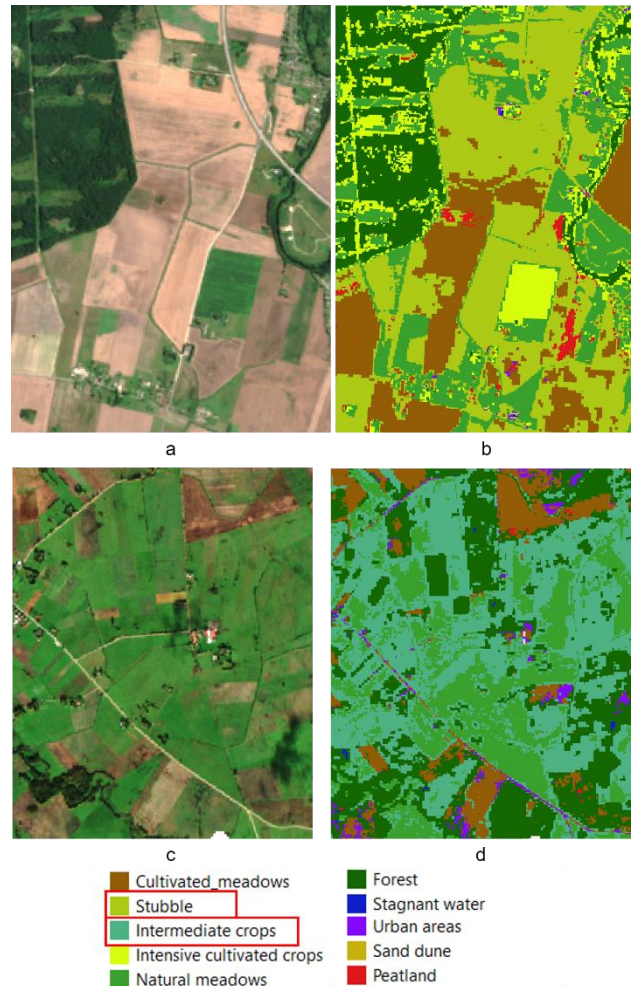 a
b
c
d
Cultivated_meadows
Stubble
Intermediate crops
Intensive cultivated crops
Natural meadows
Forest
Stagnant water
Urban areas
Sand dune
Peatland